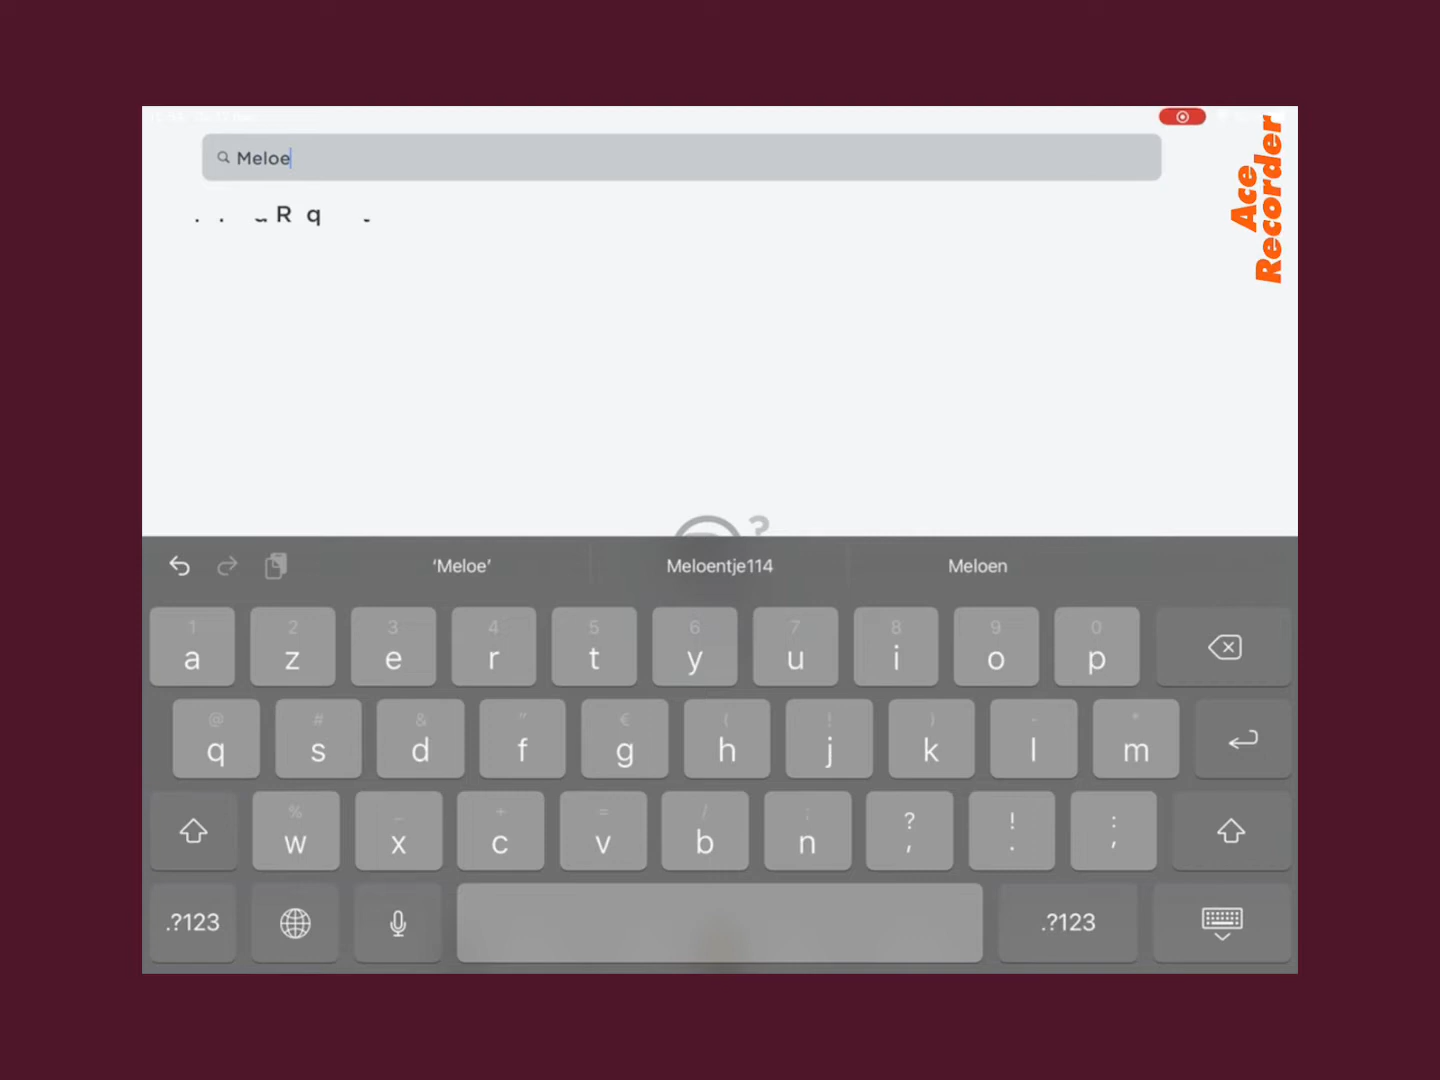 Meloe
Ace
Recorder
R q
?
'Meloe'
Meloentje114
Meloen
1 2 3 4 5 6 7 8 9 0
a z e r t y u i o p
@ # & " € ( ! ) - *
q s d f g h j k l m
% _ + = / ; ? ! :
w x c v b n , . '
.?123
.?123